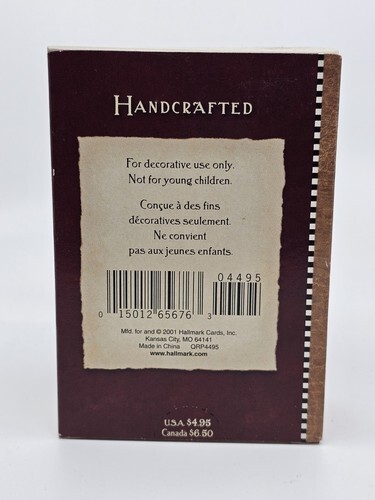 HANDCRAFTED
For decorative use only.
Not for young children.
Conçue à des fins
décoratives seulement.
Ne convient
pas aux jeunes enfants.
04495
0 15012 65676 3
Mfd. for and © 2001 Hallmark Cards, Inc.
Kansas City, MO 64141
Made in China QRP4495
www.hallmark.com
U.S.A. $4.95
Canada $6.50